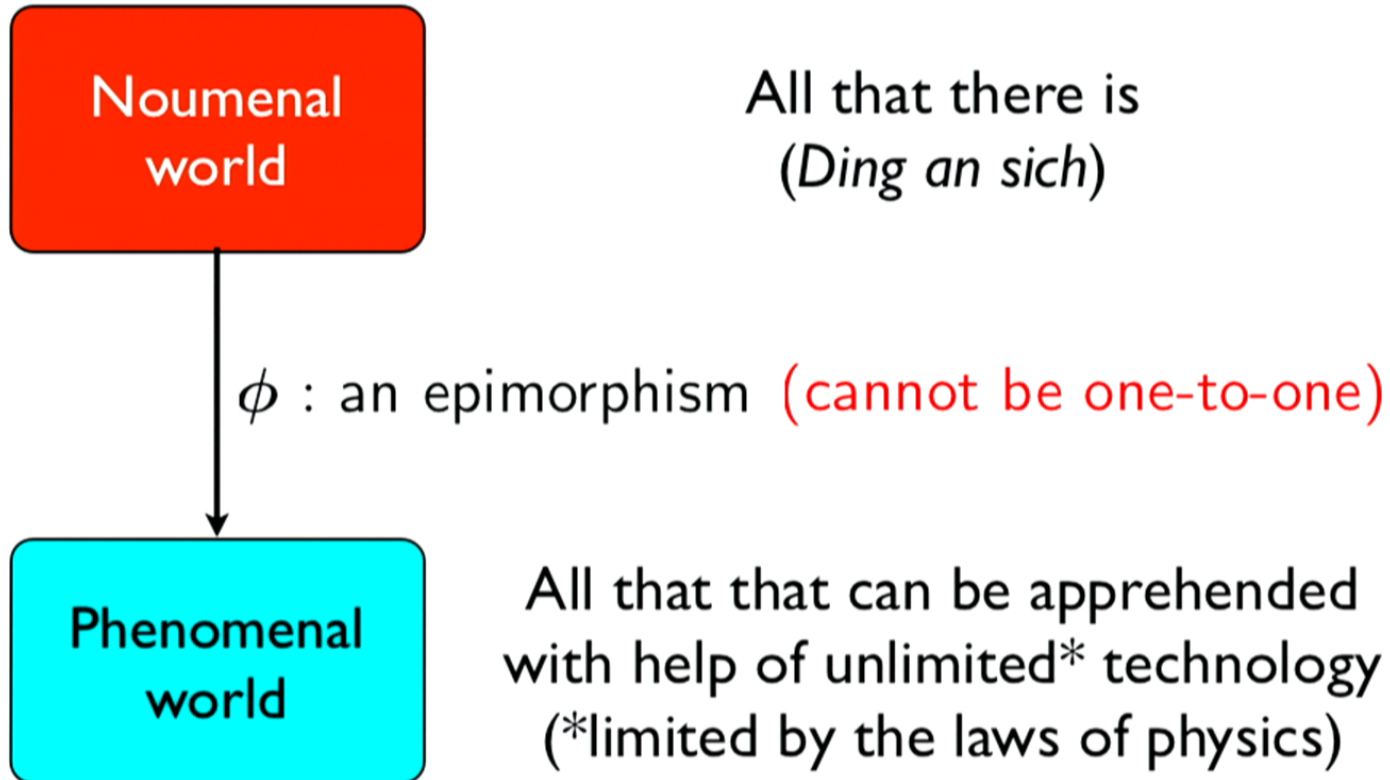 Noumenal
world
All that there is
(Ding an sich)
ϕ : an epimorphism (cannot be one-to-one)
Phenomenal
world
All that that can be apprehended
with help of unlimited* technology
(*limited by the laws of physics)